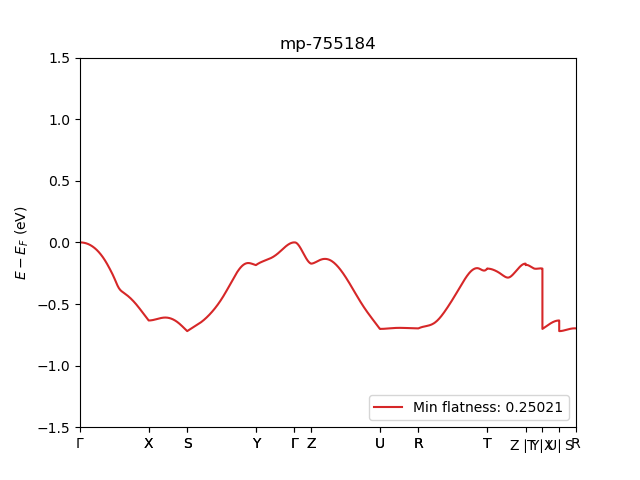 mp-755184
E − E_F (eV)
1.5
1.0
0.5
0.0
−0.5
−1.0
−1.5
Min flatness: 0.25021
Γ X S Y Γ Z U R T Z | T Y | X U | S R